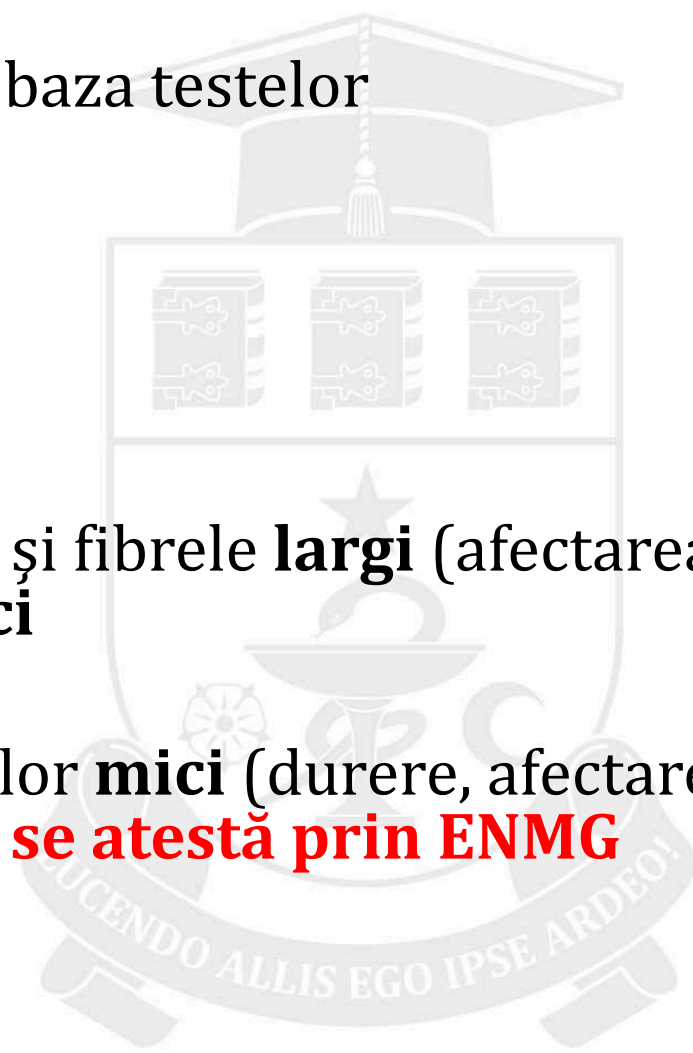 baza testelor
și fibrele largi (afectarea
ci
lor mici (durere, afectare
se atestă prin ENMG
LUCENDO ALLIS EGO IPSE ARDEO!